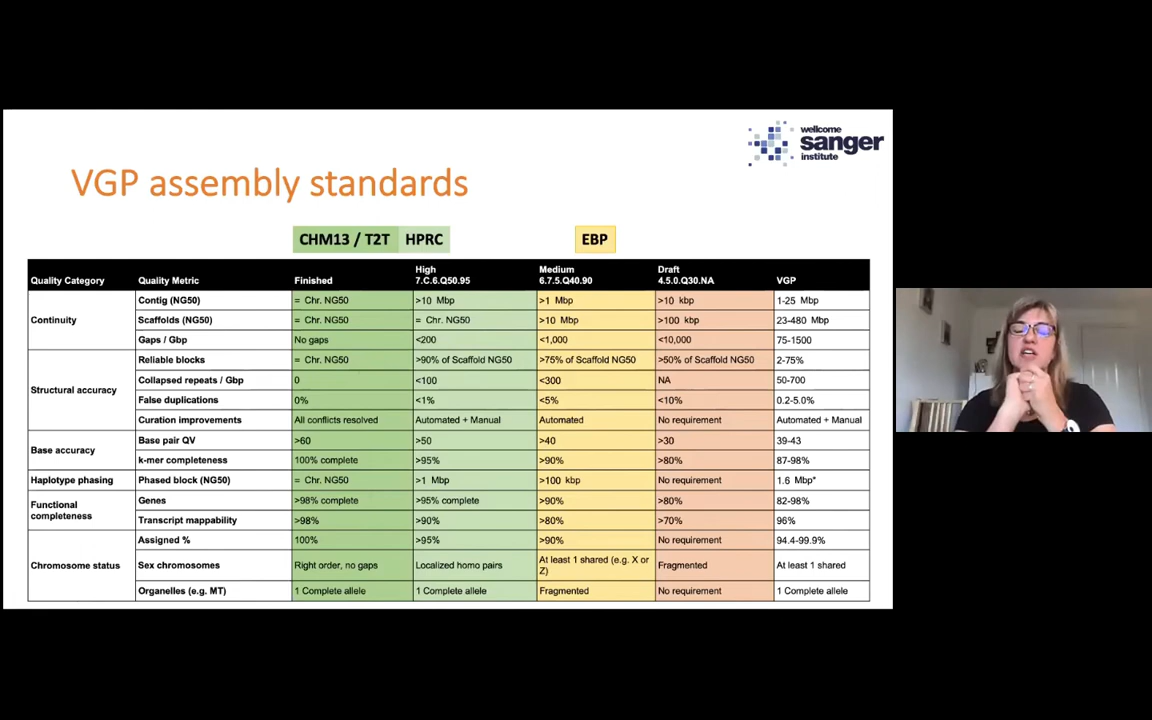 wellcome
sanger
institute
VGP assembly standards
CHM13 / T2T HPRC EBP
Quality Category Quality Metric Finished High 7.C.6.Q50.95 Medium 6.7.5.Q40.90 Draft 4.5.0.Q30.NA VGP
Continuity Contig (NG50) = Chr. NG50 >10 Mbp >1 Mbp >10 kbp 1-25 Mbp
Scaffolds (NG50) = Chr. NG50 = Chr. NG50 >10 Mbp >100 kbp 23-480 Mbp
Gaps / Gbp No gaps <200 <1,000 <10,000 75-1500
Structural accuracy Reliable blocks = Chr. NG50 >90% of Scaffold NG50 >75% of Scaffold NG50 >50% of Scaffold NG50 2-75%
Collapsed repeats / Gbp 0 <100 <300 NA 50-700
False duplications 0% <1% <5% <10% 0.2-5.0%
Curation improvements All conflicts resolved Automated + Manual Automated No requirement Automated + Manual
Base accuracy Base pair QV >60 >50 >40 >30 39-43
k-mer completeness 100% complete >95% >90% >80% 87-98%
Haplotype phasing Phased block (NG50) = Chr. NG50 >1 Mbp >100 kbp No requirement 1.6 Mbp*
Functional completeness Genes >98% complete >95% complete >90% >80% 82-98%
Transcript mappability >98% >90% >80% >70% 96%
Chromosome status Assigned % 100% >95% >90% No requirement 94.4-99.9%
Sex chromosomes Right order, no gaps Localized homo pairs At least 1 shared (e.g. X or Z) Fragmented At least 1 shared
Organelles (e.g. MT) 1 Complete allele 1 Complete allele Fragmented No requirement 1 Complete allele